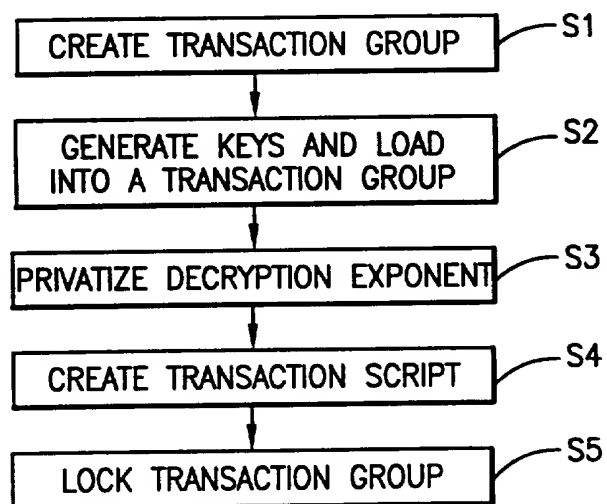 CREATE TRANSACTION GROUP
S1
GENERATE KEYS AND LOAD
INTO A TRANSACTION GROUP
S2
PRIVATIZE DECRYPTION EXPONENT
S3
CREATE TRANSACTION SCRIPT
S4
LOCK TRANSACTION GROUP
S5